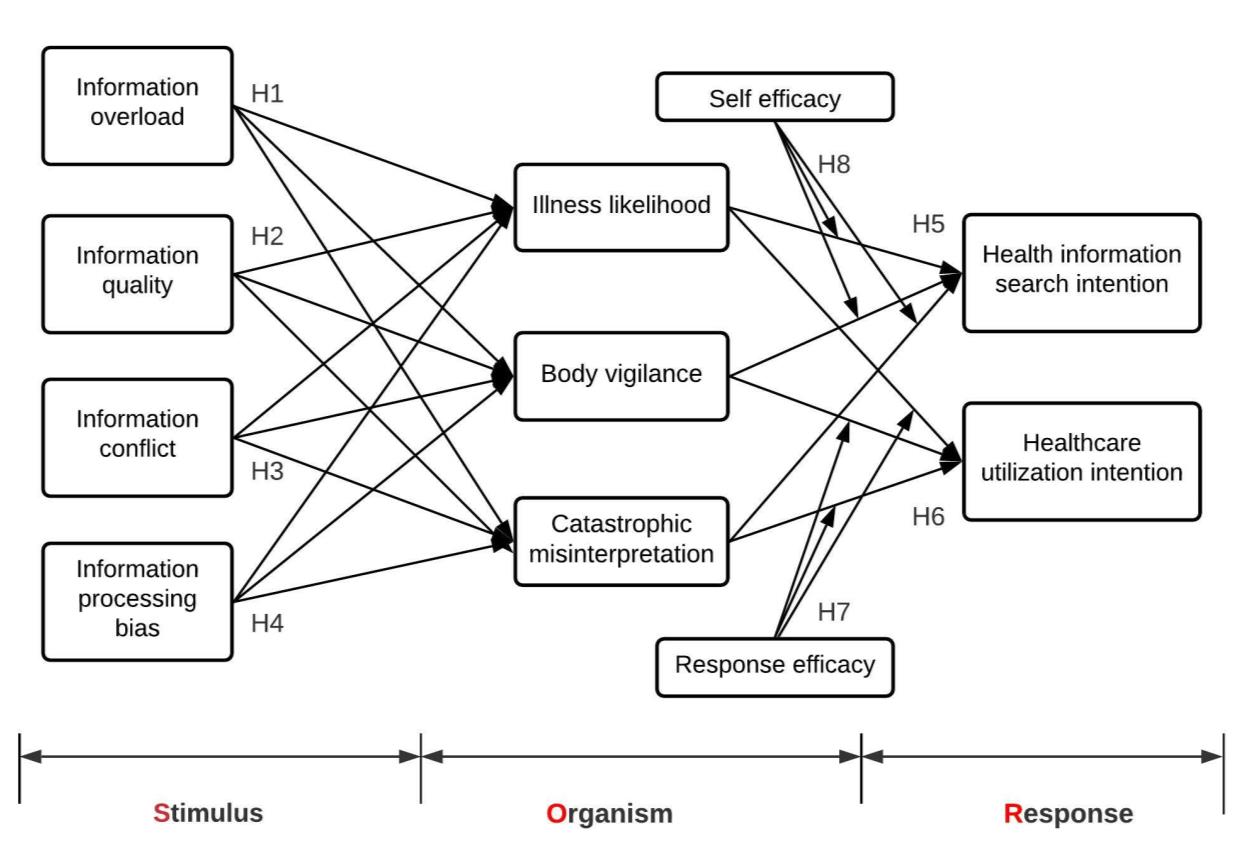 Information
overload
H1
Information
quality
H2
Information
conflict
H3
Information
processing
bias
H4
Illness likelihood
Body vigilance
Catastrophic
misinterpretation
Self efficacy
H8
Response efficacy
H7
H5
Health information
search intention
Healthcare
utilization intention
H6
Stimulus
Organism
Response